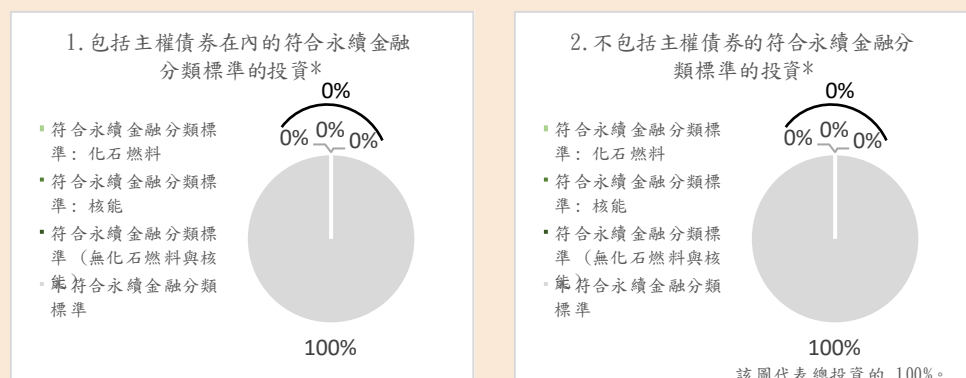 1.包括主權債券在內的符合永續金融
分類標準的投資*
0%
0% 0% 0%
符合永續金融分類標
準：化石燃料
符合永續金融分類標
準：核能
符合永續金融分類標
準（無化石燃料與核
能）
不符合永續金融分類
標準
100%
2.不包括主權債券的符合永續金融分
類標準的投資*
0%
0% 0% 0%
符合永續金融分類標
準：化石燃料
符合永續金融分類標
準：核能
符合永續金融分類標
準（無化石燃料與核
能）
不符合永續金融分類
標準
100%
該圖代表總投資的 100%。